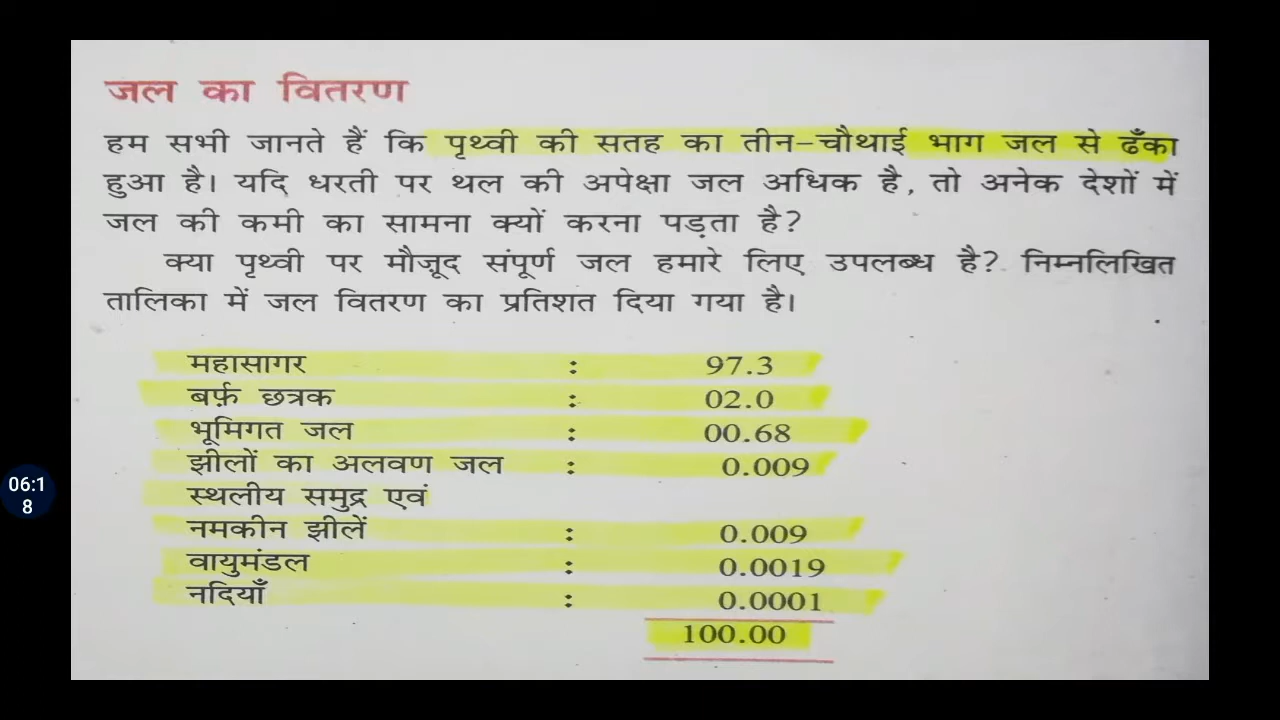 जल का वितरण
हम सभी जानते हैं कि पृथ्वी की सतह का तीन-चौथाई भाग जल से ढँका
हुआ है। यदि धरती पर थल की अपेक्षा जल अधिक है, तो अनेक देशों में
जल की कमी का सामना क्यों करना पड़ता है?
क्या पृथ्वी पर मौज़ूद संपूर्ण जल हमारे लिए उपलब्ध है? निम्नलिखित
तालिका में जल वितरण का प्रतिशत दिया गया है।
महासागर : 97.3
बर्फ़ छत्रक : 02.0
भूमिगत जल : 00.68
झीलों का अलवण जल : 0.009
स्थलीय समुद्र एवं
नमकीन झीलें : 0.009
वायुमंडल : 0.0019
नदियाँ : 0.0001
100.00
06:1
8